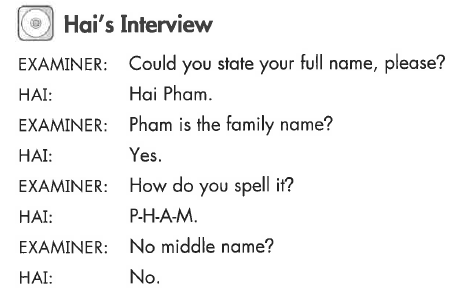 Hai's Interview
EXAMINER: Could you state your full name, please?
HAI: Hai Pham.
EXAMINER: Pham is the family name?
HAI: Yes.
EXAMINER: How do you spell it?
HAI: P-H-A-M.
EXAMINER: No middle name?
HAI: No.